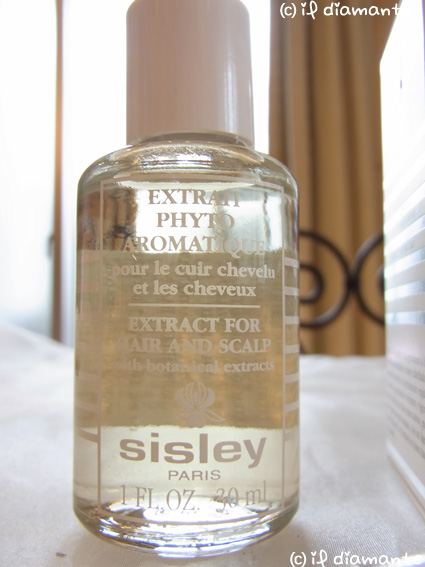 (c) il diamante
EXTRAIT
PHYTO
AROMATIQUE
pour le cuir chevelu
et les cheveux
EXTRACT FOR
HAIR AND SCALP
with botanical extracts
sisley
PARIS
1 FL. OZ. 30 ml
(c) il diamante